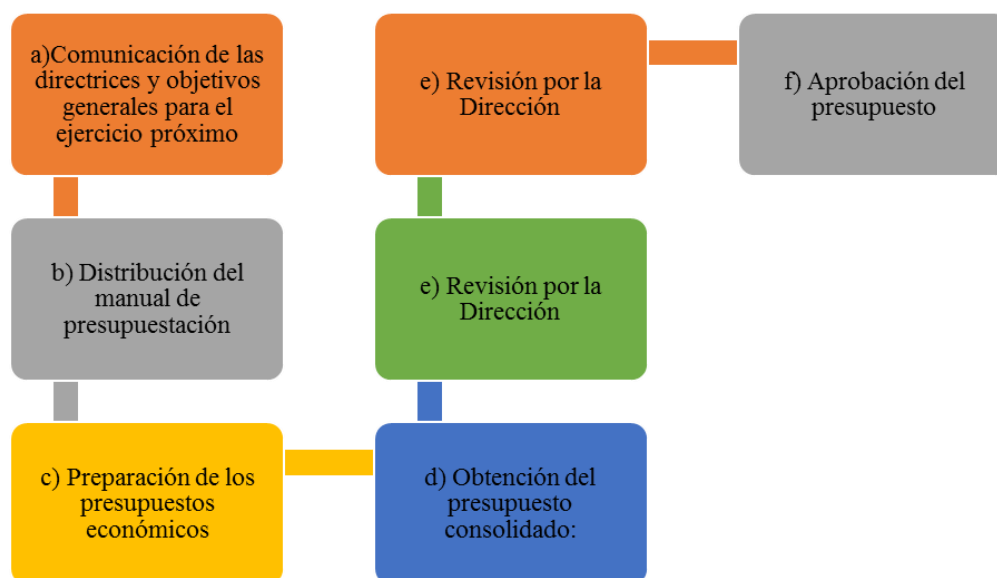 a)Comunicación de las
directrices y objetivos
generales para el
ejercicio próximo
b) Distribución del
manual de
presupuestación
c) Preparación de los
presupuestos
económicos
d) Obtención del
presupuesto
consolidado:
e) Revisión por la
Dirección
e) Revisión por la
Dirección
f) Aprobación del
presupuesto